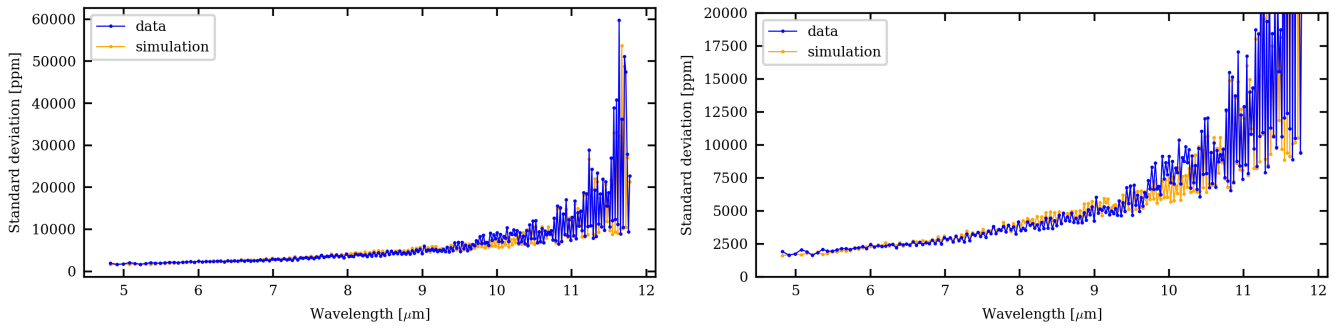 Standard deviation [ppm]
60000
50000
40000
30000
20000
10000
0
data
simulation
5 6 7 8 9 10 11 12
Wavelength [μm]
Standard deviation [ppm]
20000
17500
15000
12500
10000
7500
5000
2500
0
data
simulation
5 6 7 8 9 10 11 12
Wavelength [μm]